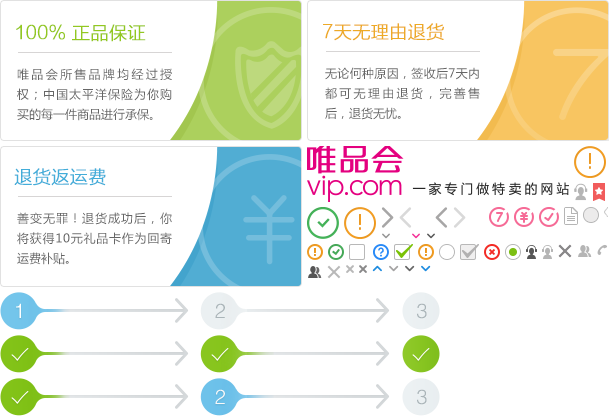 100% 正品保证
唯品会所售品牌均经过授
权；中国太平洋保险为你购
买的每一件商品进行承保。
7天无理由退货
无论何种原因，签收后7天内
都可无理由退货，完善售
后，退货无忧。
7
退货返运费
善变无罪！退货成功后，你
将获得10元礼品卡作为回寄
运费补贴。
¥
唯品会
vip.com 一家专门做特卖的网站
7 ¥
1 2 3
2 3